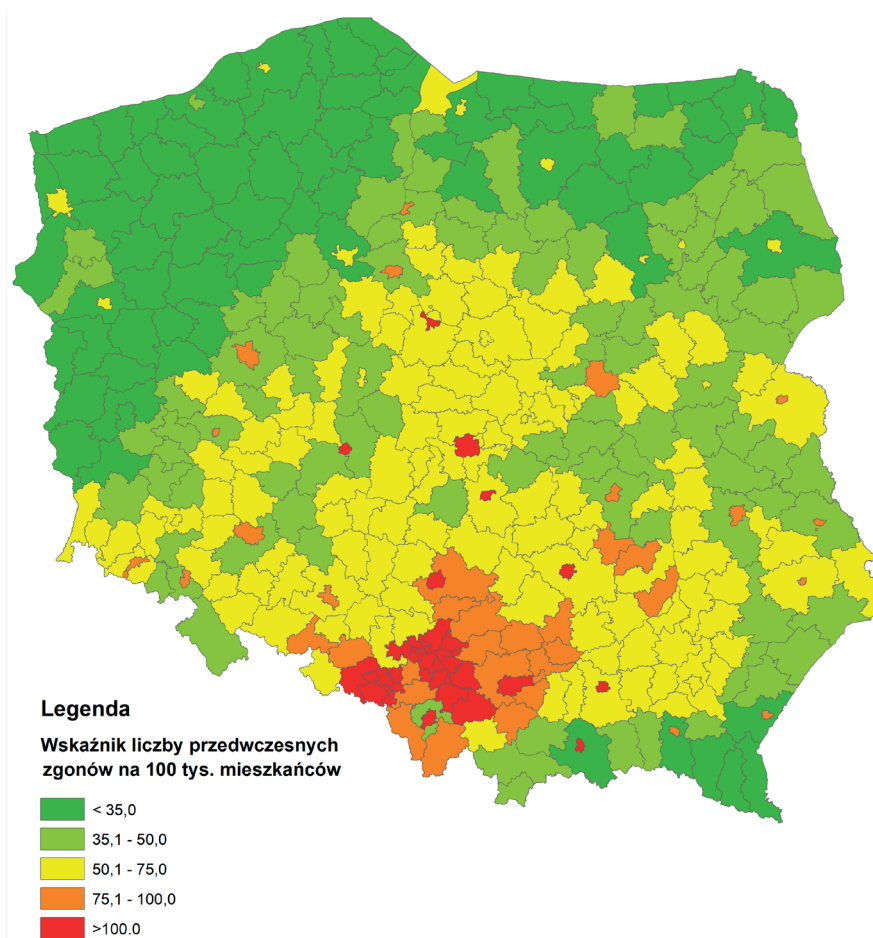 Legenda
Wskaźnik liczby przedwczesnych
zgonów na 100 tys. mieszkańców
< 35,0
35,1 - 50,0
50,1 - 75,0
75,1 - 100,0
>100.0